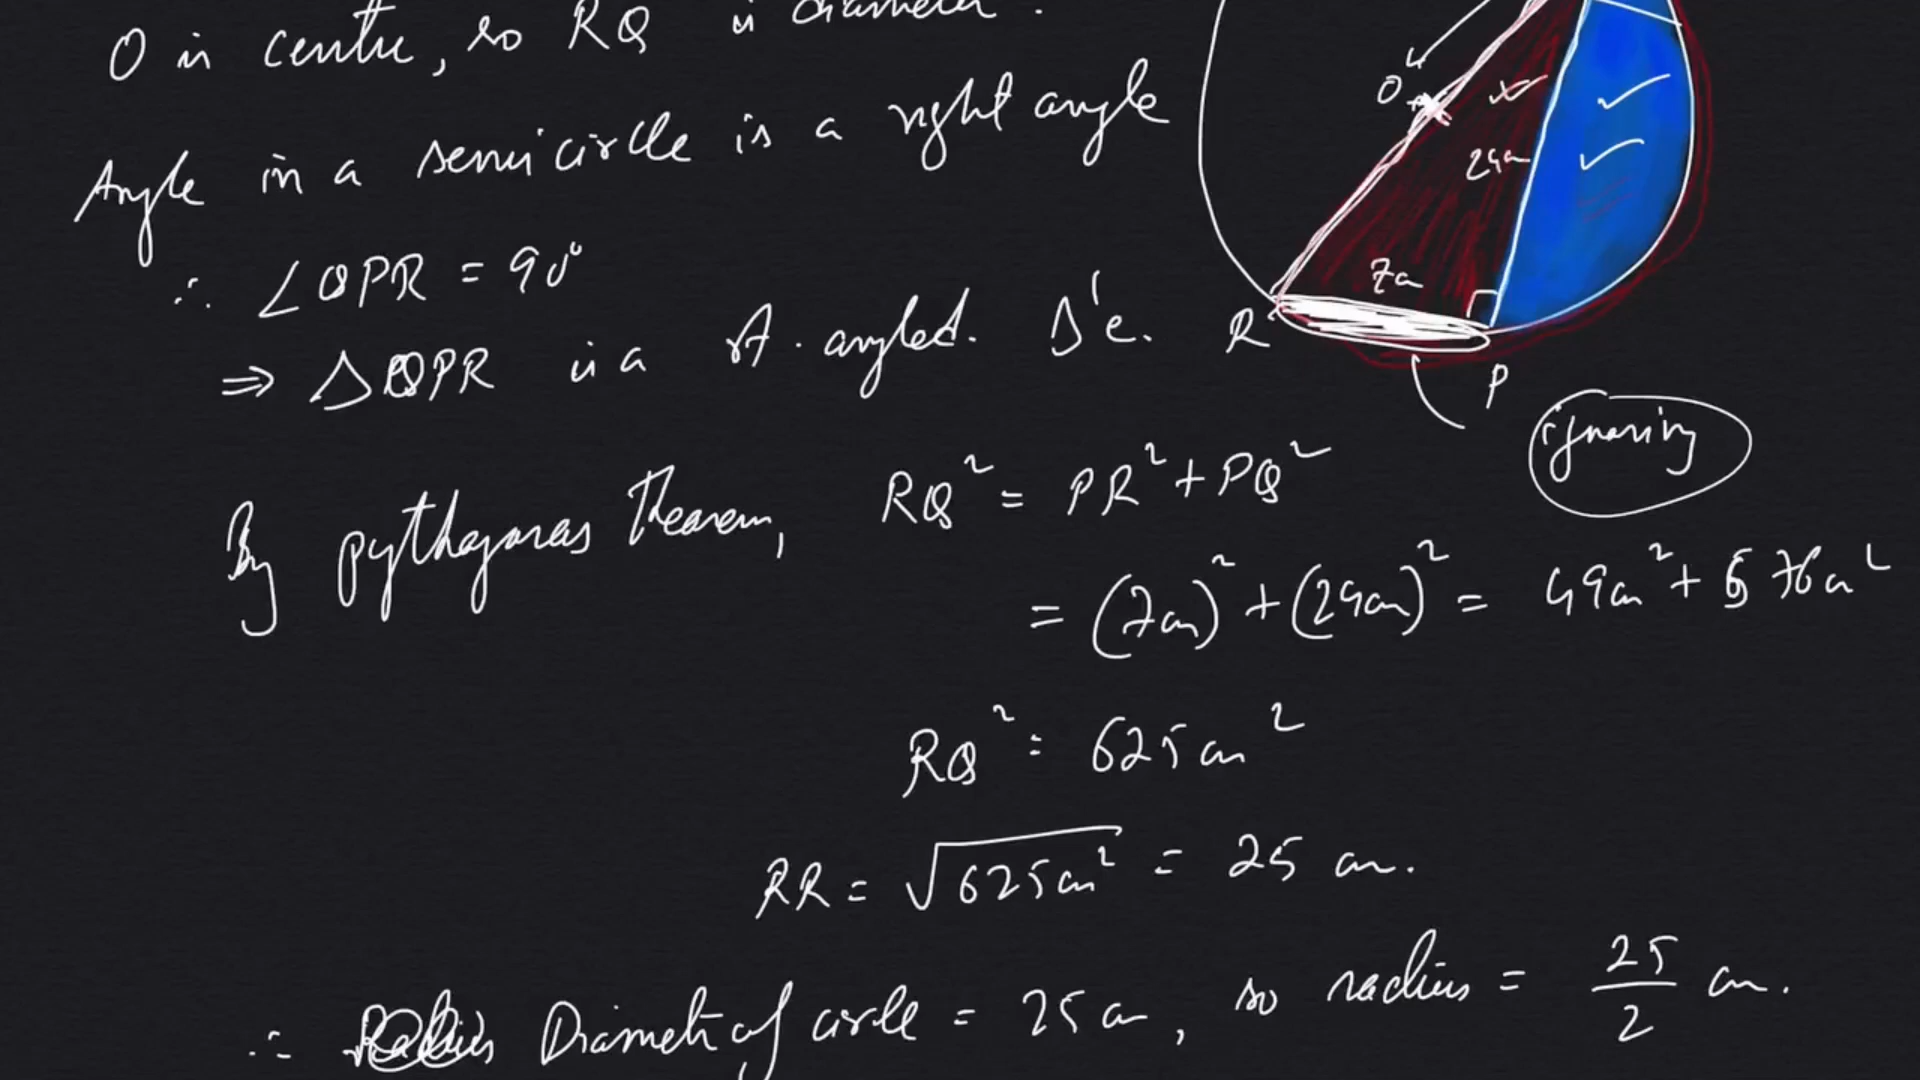 O is centre, so RQ is diameter.
Angle in a semicircle is a right angle
∴ ∠QPR = 90°
⇒ △QPR is a rt. angled. Δ'e.
By pythagoras theorem, RQ² = PR² + PQ²
= (7cm)² + (24cm)² = 49cm² + 576cm²
RQ² = 625cm²
RR = √625cm² = 25 cm.
∴ Diameter of circle = 25cm, so radius = 25/2 cm.
O
24cm
7cm
R
P
ignoring